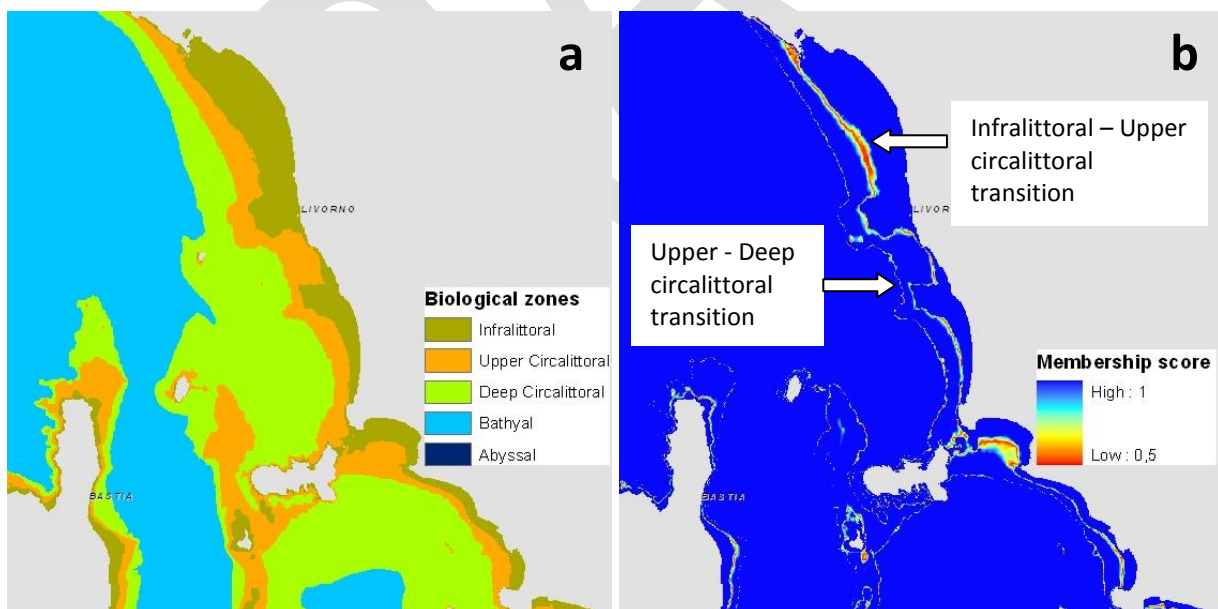 a
LIVORNO
BASTIA
Biological zones
Infralittoral
Upper Circalittoral
Deep Circalittoral
Bathyal
Abyssal
b
Infralittoral – Upper
circalittoral
transition
LIVOR
Upper - Deep
circalittoral
transition
BASTIA
Membership score
High : 1
Low : 0,5